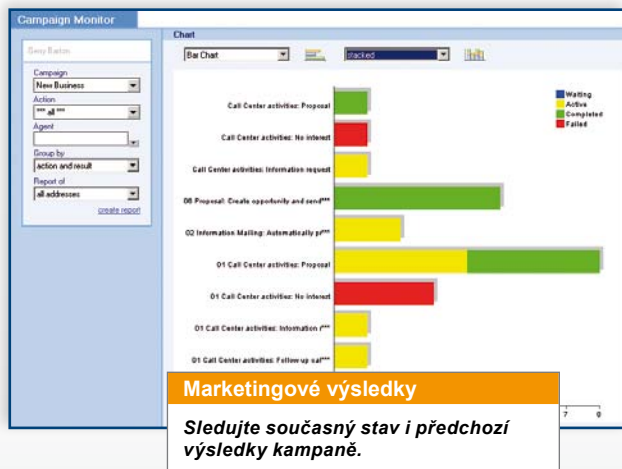 Campaign Monitor
Gerry Barton
Campaign
New Business
Action
*** all ***
Agent
Group by
action and result
Report of
all addresses
create report
Chart
Bar Chart
stacked
Waiting
Active
Completed
Failed
Call Center activities: Proposal
Call Center activities: No interest
Call Center activities: Information request
06 Proposal: Create opportunity and send***
02 Information Mailing: Automatically pr***
01 Call Center activities: Proposal
01 Call Center activities: No interest
01 Call Center activities: Information r***
01 Call Center activities: Follow up cal***
7
Marketingové výsledky
Sledujte současný stav i předchozí
výsledky kampaně.